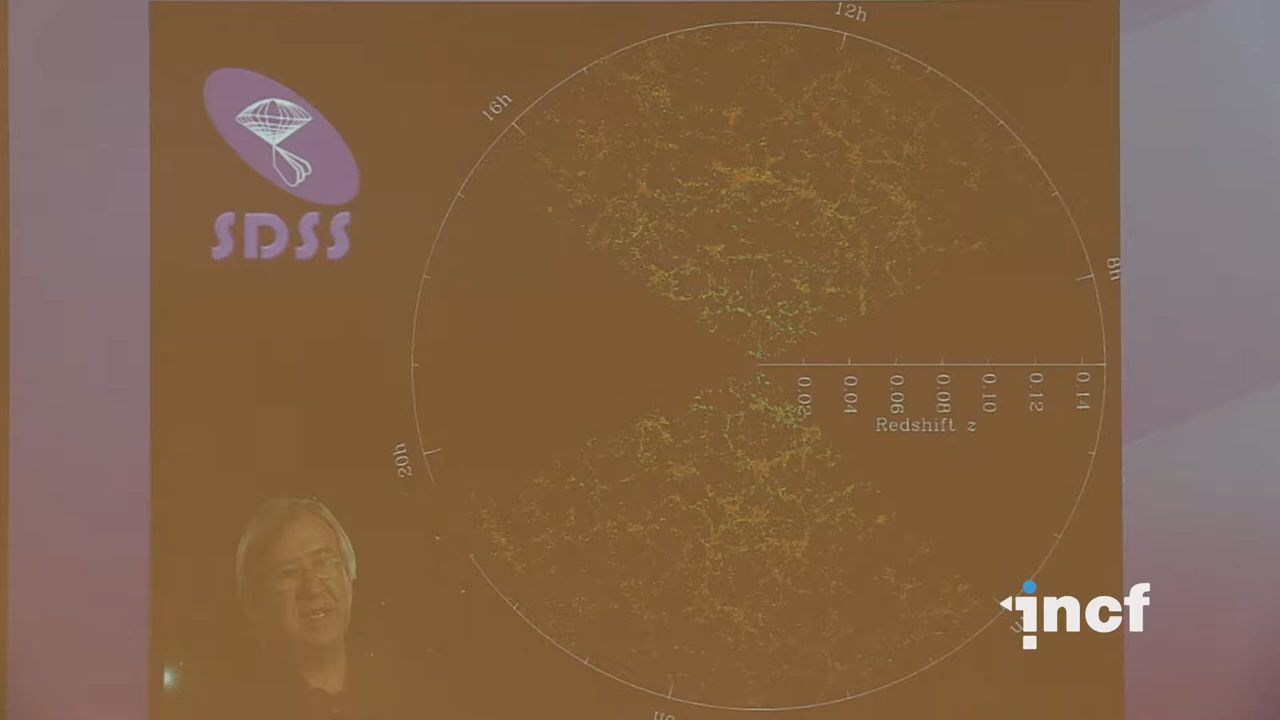 12h
16h
SDSS
8h
0.02
0.04
0.06
0.08
0.10
0.12
0.14
Redshift z
20h
incf